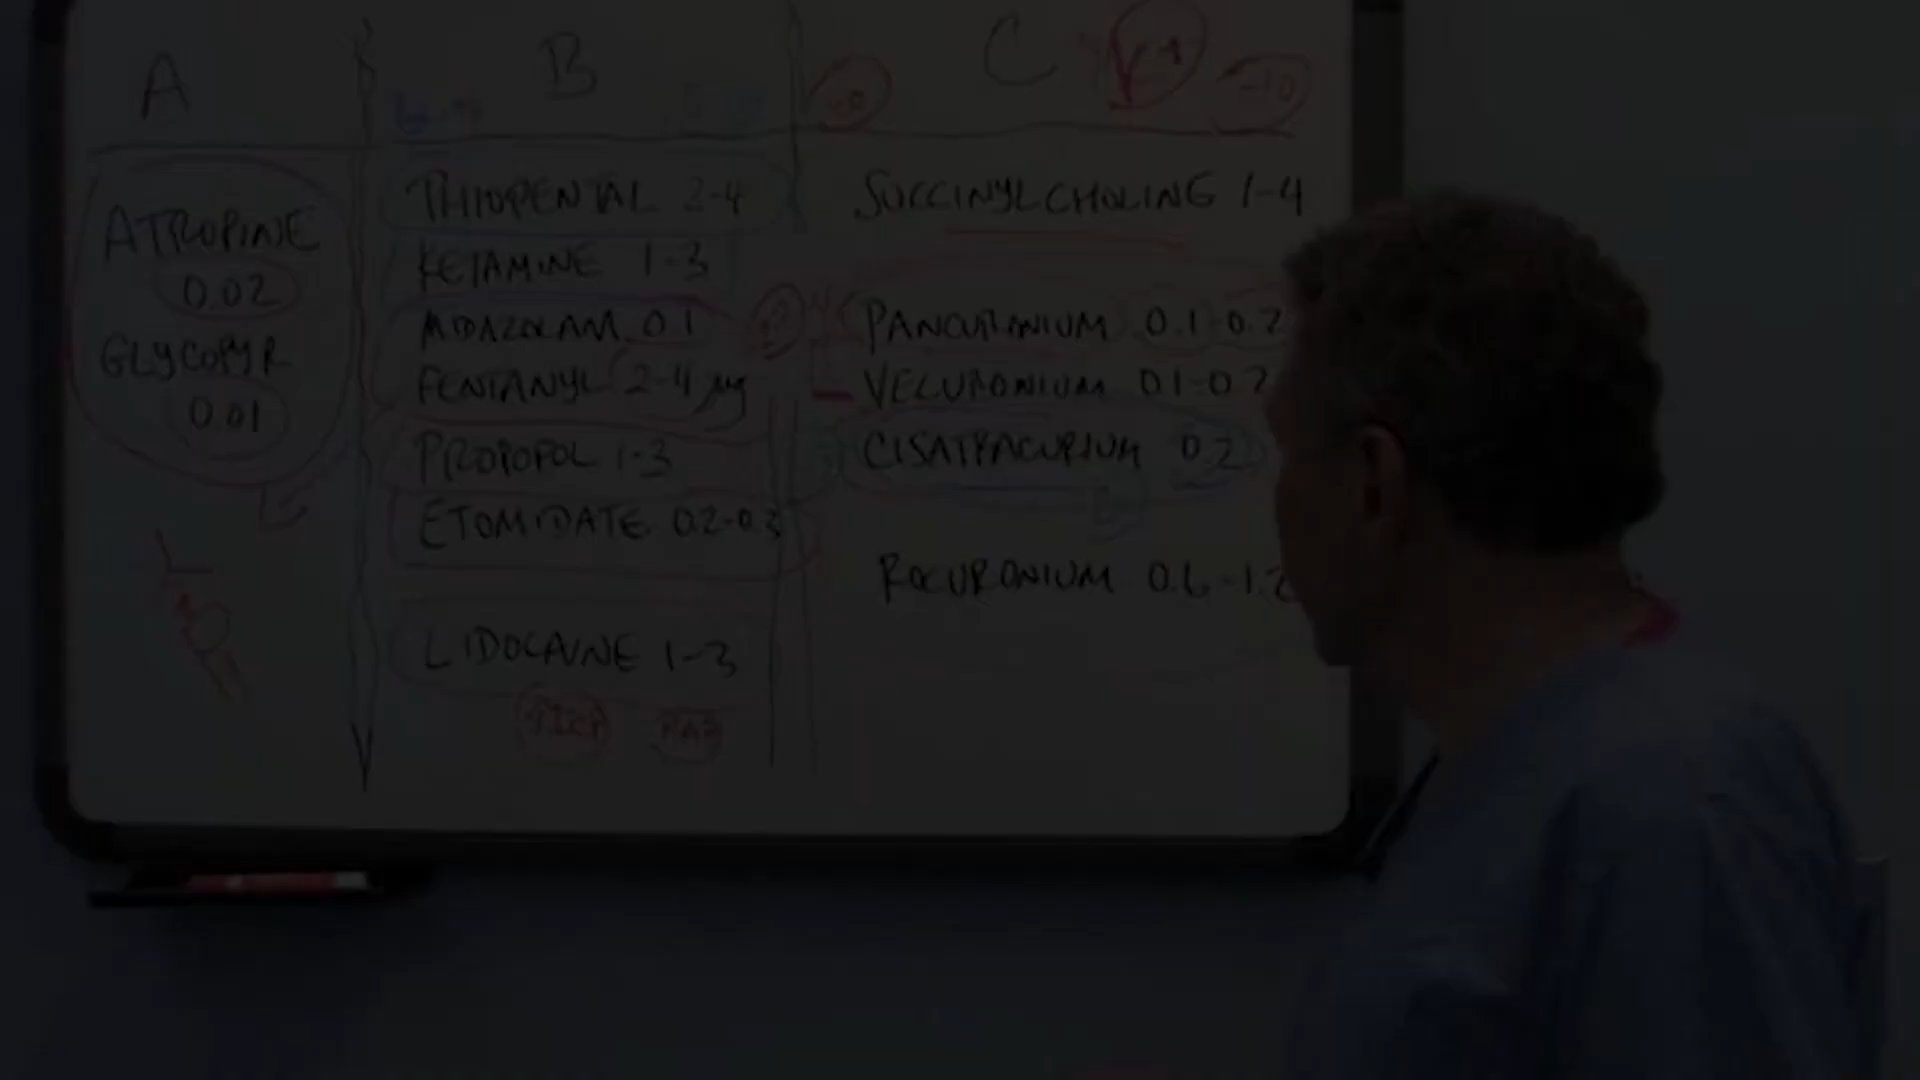 A
B
C
ATROPINE
0.02
GLYCOPYR
0.01
THIOPENTAL 2-4
KETAMINE 1-3
MIDAZOLAM 0.1
FENTANYL 2-4 µg
PROPOFOL 1-3
ETOMIDATE 0.2-0.3
LIDOCAINE 1-3
SUCCINYLCHOLINE 1-4
PANCURONIUM 0.1-0.2
VECURONIUM 0.1-0.2
CISATRACURIUM 0.2
ROCURONIUM 0.6-1.2